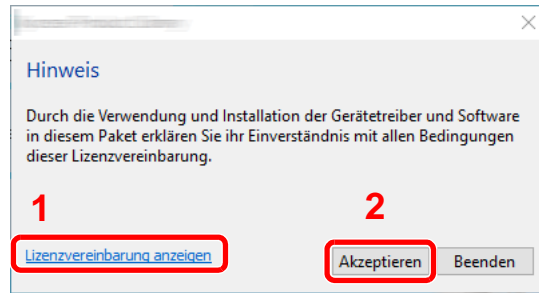 Hinweis
Durch die Verwendung und Installation der Gerätetreiber und Software
in diesem Paket erklären Sie ihr Einverständnis mit allen Bedingungen
dieser Lizenzvereinbarung.
1
2
Lizenzvereinbarung anzeigen
Akzeptieren Beenden